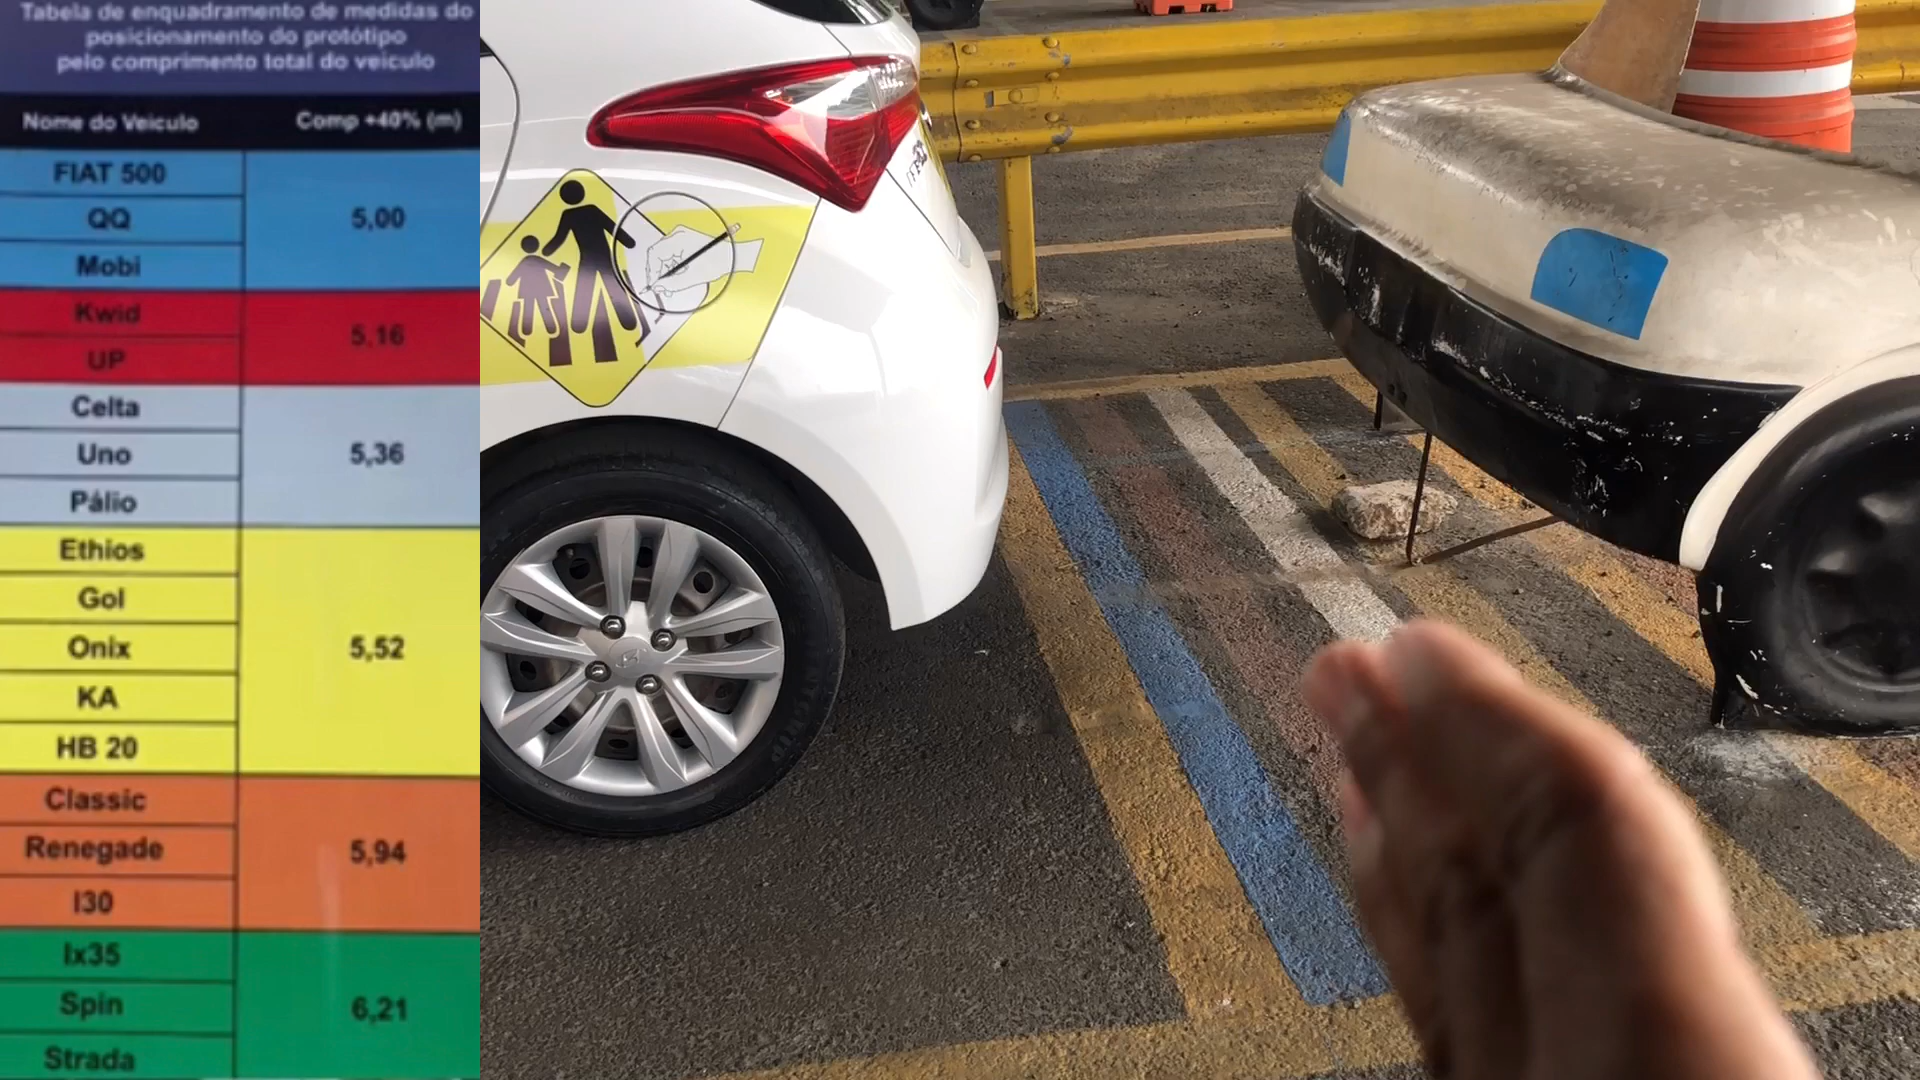 Tabela de enquadramento de medidas do
posicionamento do protótipo
pelo comprimento total do veículo
Nome do Veículo Comp +40% (m)
FIAT 500
QQ 5,00
Mobi
Kwid
UP 5,16
Celta
Uno 5,36
Pálio
Ethios
Gol
Onix 5,52
KA
HB 20
Classic
Renegade 5,94
I30
Ix35
Spin 6,21
Strada